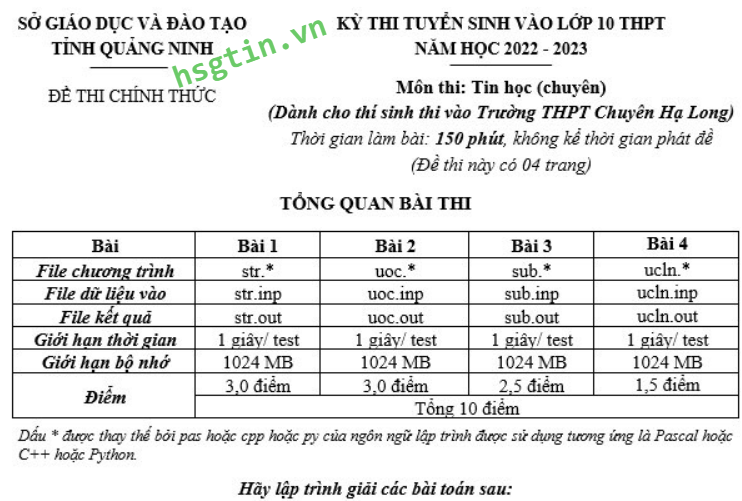 SỞ GIÁO DỤC VÀ ĐÀO TẠO
TỈNH QUẢNG NINH
ĐỀ THI CHÍNH THỨC
hsgtin.vn
KỲ THI TUYỂN SINH VÀO LỚP 10 THPT
NĂM HỌC 2022 - 2023
Môn thi: Tin học (chuyên)
(Dành cho thí sinh thi vào Trường THPT Chuyên Hạ Long)
Thời gian làm bài: 150 phút, không kể thời gian phát đề
(Đề thi này có 04 trang)
TỔNG QUAN BÀI THI
Bài Bài 1 Bài 2 Bài 3 Bài 4
File chương trình str.* uoc.* sub.* ucln.*
File dữ liệu vào str.inp uoc.inp sub.inp ucln.inp
File kết quả str.out uoc.out sub.out ucln.out
Giới hạn thời gian 1 giây/ test 1 giây/ test 1 giây/ test 1 giây/ test
Giới hạn bộ nhớ 1024 MB 1024 MB 1024 MB 1024 MB
Điểm 3,0 điểm 3,0 điểm 2,5 điểm 1,5 điểm
Tổng 10 điểm
Dấu * được thay thế bởi pas hoặc cpp hoặc py của ngôn ngữ lập trình được sử dụng tương ứng là Pascal hoặc
C++ hoặc Python.
Hãy lập trình giải các bài toán sau: